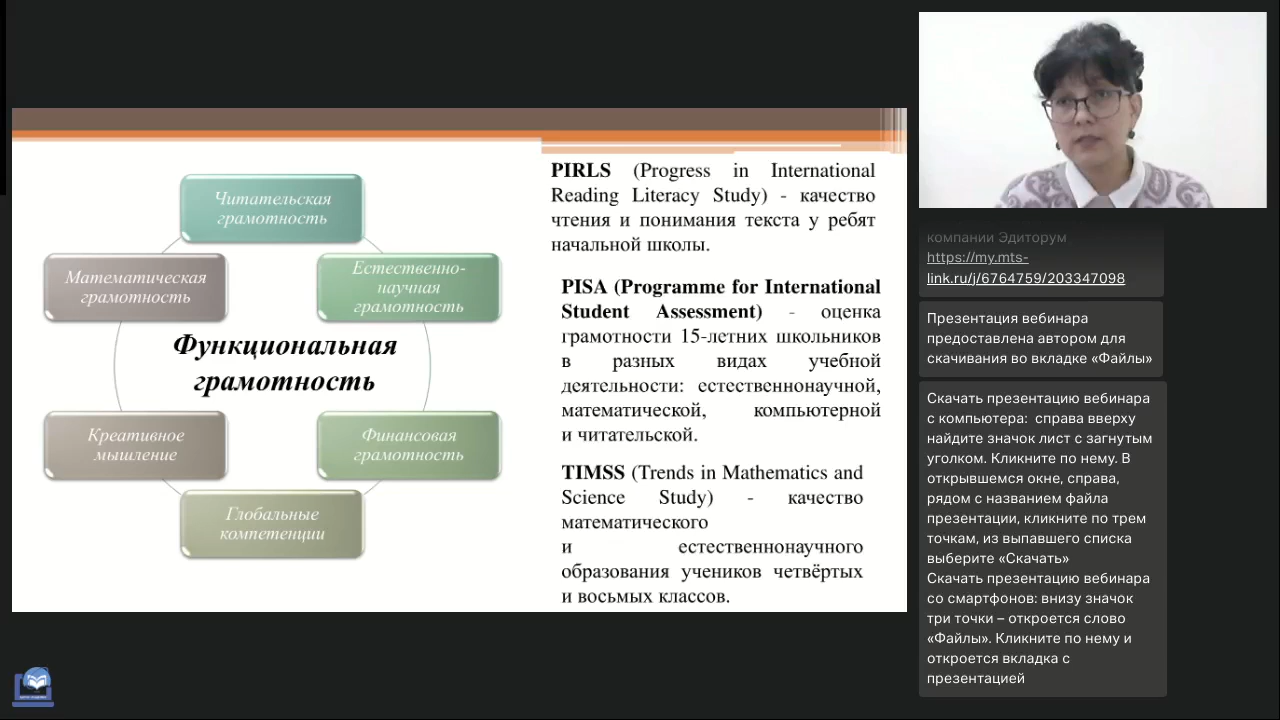 Читательская
грамотность
Математическая
грамотность
Естественно-
научная
грамотность
Функциональная
грамотность
Креативное
мышление
Финансовая
грамотность
Глобальные
компетенции
PIRLS (Progress in International
Reading Literacy Study) - качество
чтения и понимания текста у ребят
начальной школы.
PISA (Programme for International
Student Assessment) - оценка
грамотности 15-летних школьников
в разных видах учебной
деятельности: естественнонаучной,
математической, компьютерной
и читательской.
TIMSS (Trends in Mathematics and
Science Study) - качество
математического
и естественнонаучного
образования учеников четвёртых
и восьмых классов.
компании Эдиторум
https://my.mts-
link.ru/j/6764759/203347098
Презентация вебинара
предоставлена автором для
скачивания во вкладке «Файлы»
Скачать презентацию вебинара
с компьютера: справа вверху
найдите значок лист с загнутым
уголком. Кликните по нему. В
открывшемся окне, справа,
рядом с названием файла
презентации, кликните по трем
точкам, из выпавшего списка
выберите «Скачать»
Скачать презентацию вебинара
со смартфонов: внизу значок
три точки – откроется слово
«Файлы». Кликните по нему и
откроется вкладка с
презентацией